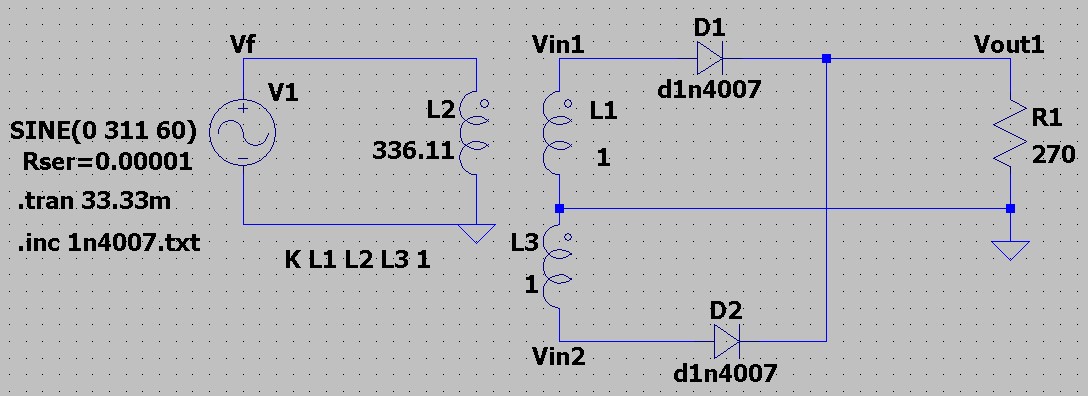 Vf
V1
SINE(0 311 60)
Rser=0.00001
.tran 33.33m
.inc 1n4007.txt
L2
336.11
K L1 L2 L3 1
Vin1
L1
1
L3
1
Vin2
D1
d1n4007
D2
d1n4007
Vout1
R1
270
+
−